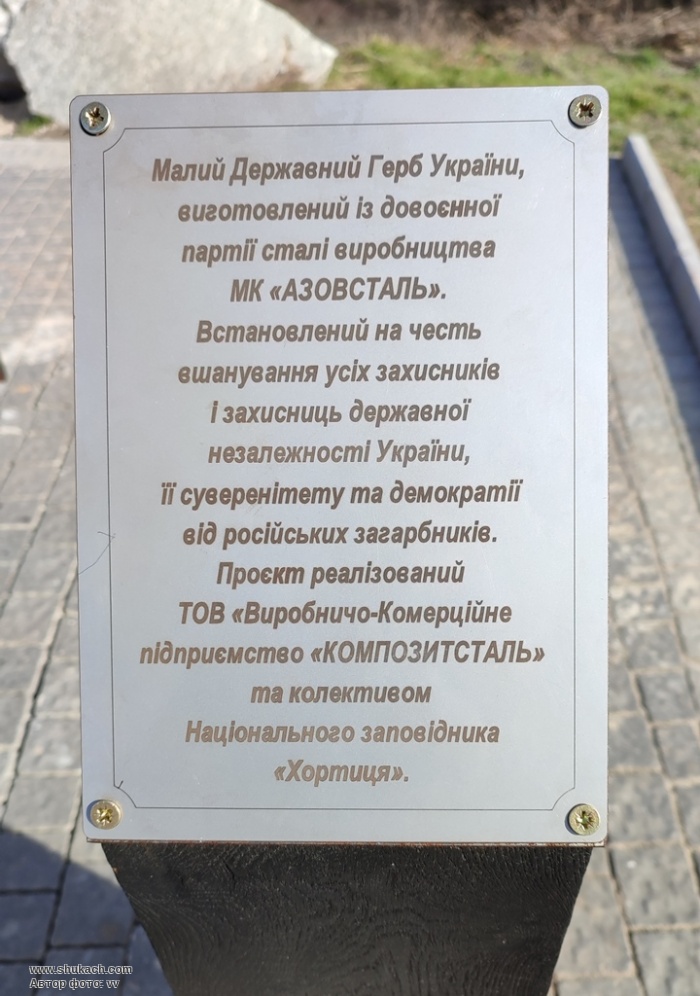 Малий Державний Герб України,
виготовлений із довоєнної
партії сталі виробництва
МК «АЗОВСТАЛЬ».
Встановлений на честь
вшанування усіх захисників
і захисниць державної
незалежності України,
її суверенітету та демократії
від російських загарбників.
Проєкт реалізований
ТОВ «Виробничо-Комерційне
підприємство «КОМПОЗИТСТАЛЬ»
та колективом
Національного заповідника
«Хортиця».
www.shukach.com
Автор фото: vv